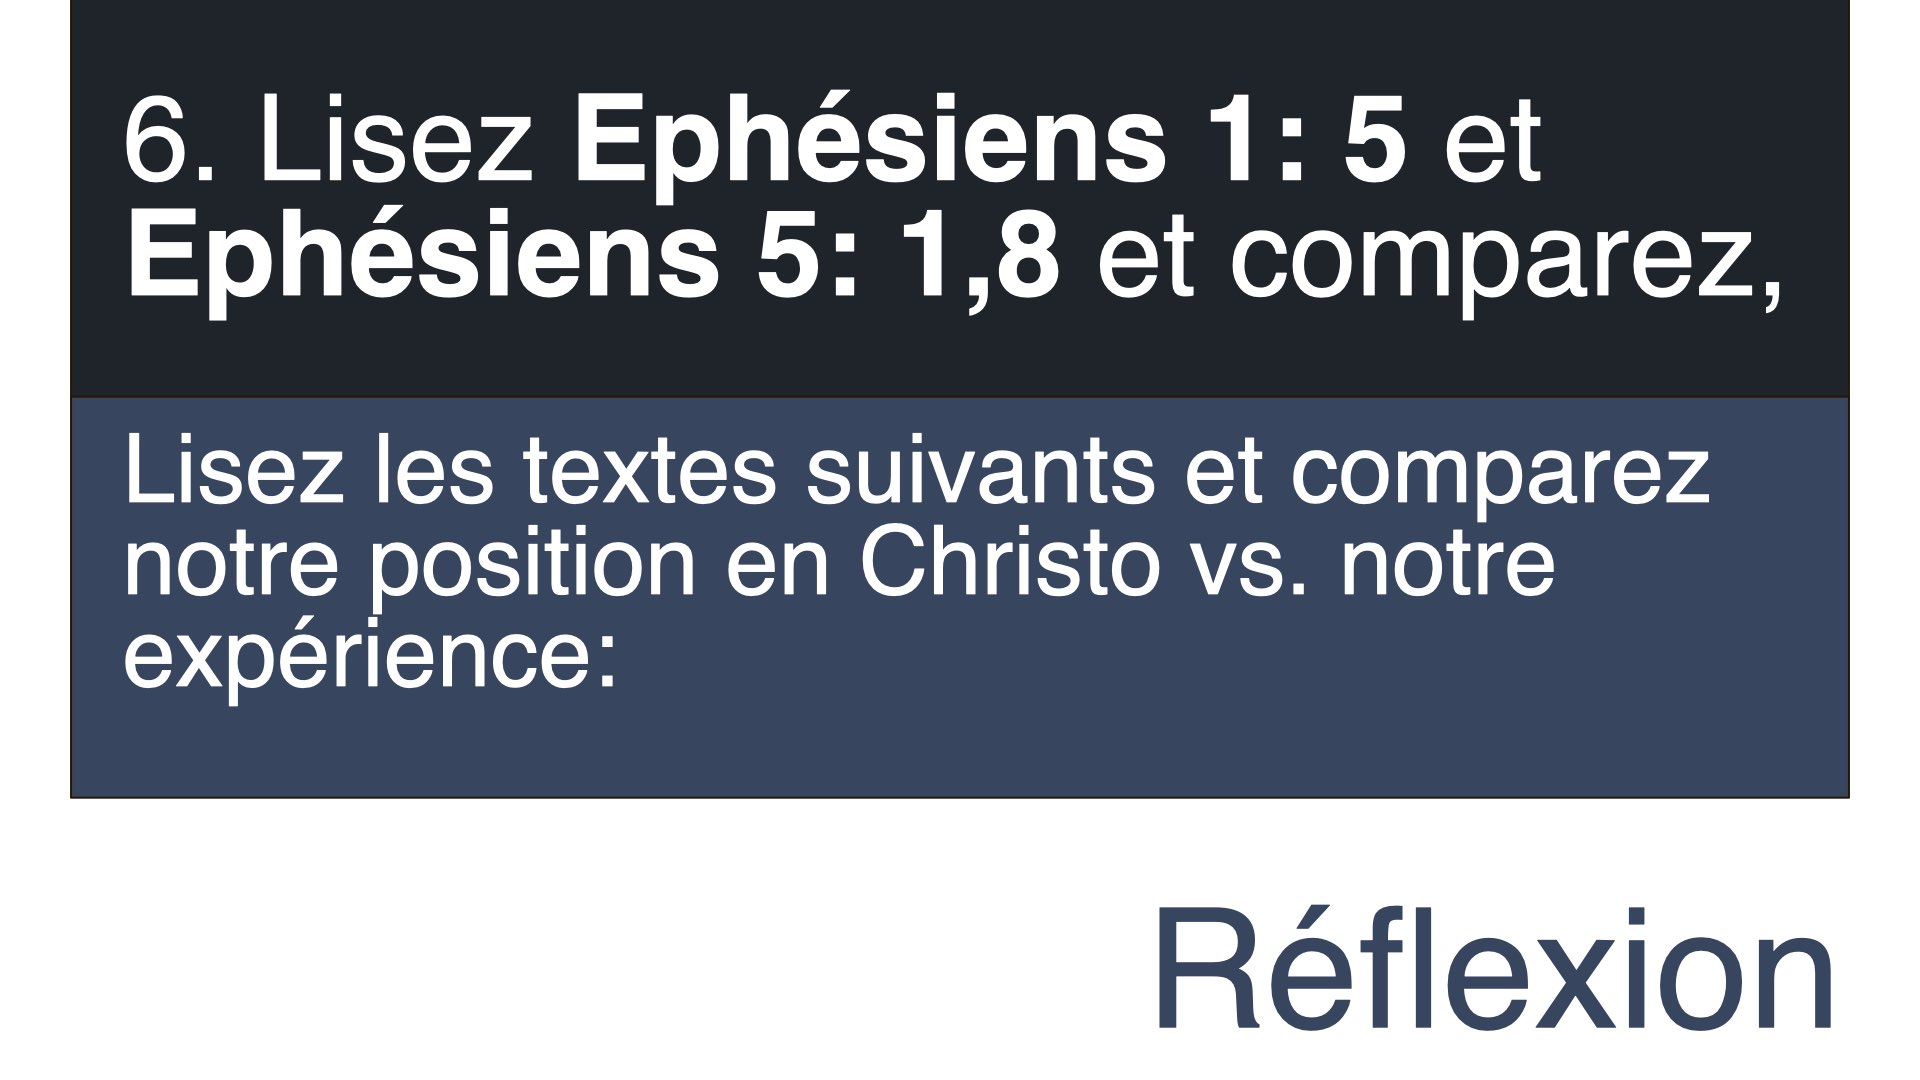 6. Lisez Ephésiens 1: 5 et
Ephésiens 5: 1,8 et comparez,
Lisez les textes suivants et comparez
notre position en Christo vs. notre
expérience:
Réflexion